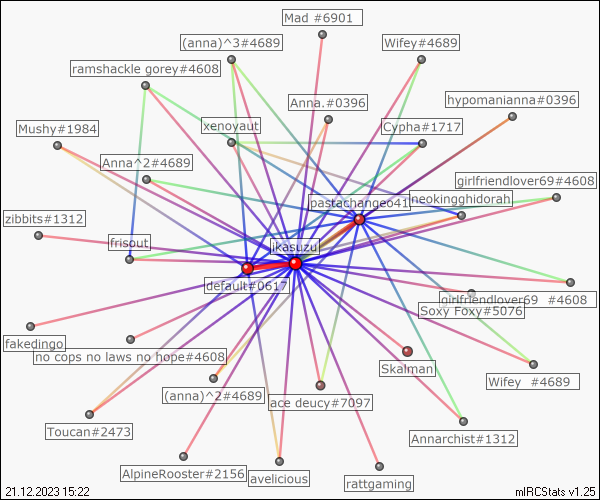 Mad #6901
(anna)^3#4689
Wifey#4689
ramshackle gorey#4608
Anna.#0396
hypomanianna#0396
xenoyaut
Cypha#1717
Mushy#1984
Anna^2#4689
girlfriendlover69#4608
pastachangeo41
neokingghidorah
zibbits#1312
frisout
ikasuzu
default#0617
girlfriendlover69 #4608
Soxy Foxy#5076
fakedingo
no cops no laws no hope#4608
Skalman
Wifey #4689
(anna)^2#4689
ace deucy#7097
Toucan#2473
Annarchist#1312
AlpineRooster#2156
avelicious
rattgaming
21.12.2023 15:22
mIRCStats v1.25